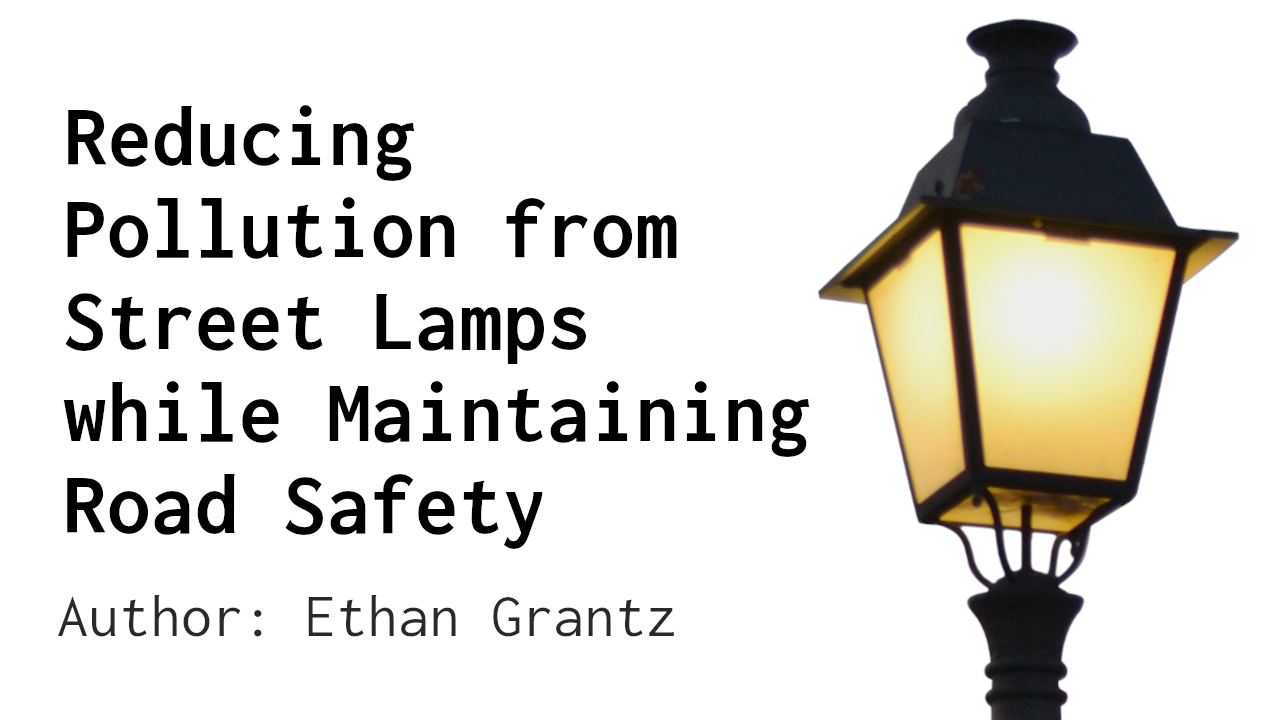 Reducing
Pollution from
Street Lamps
while Maintaining
Road Safety
Author: Ethan Grantz